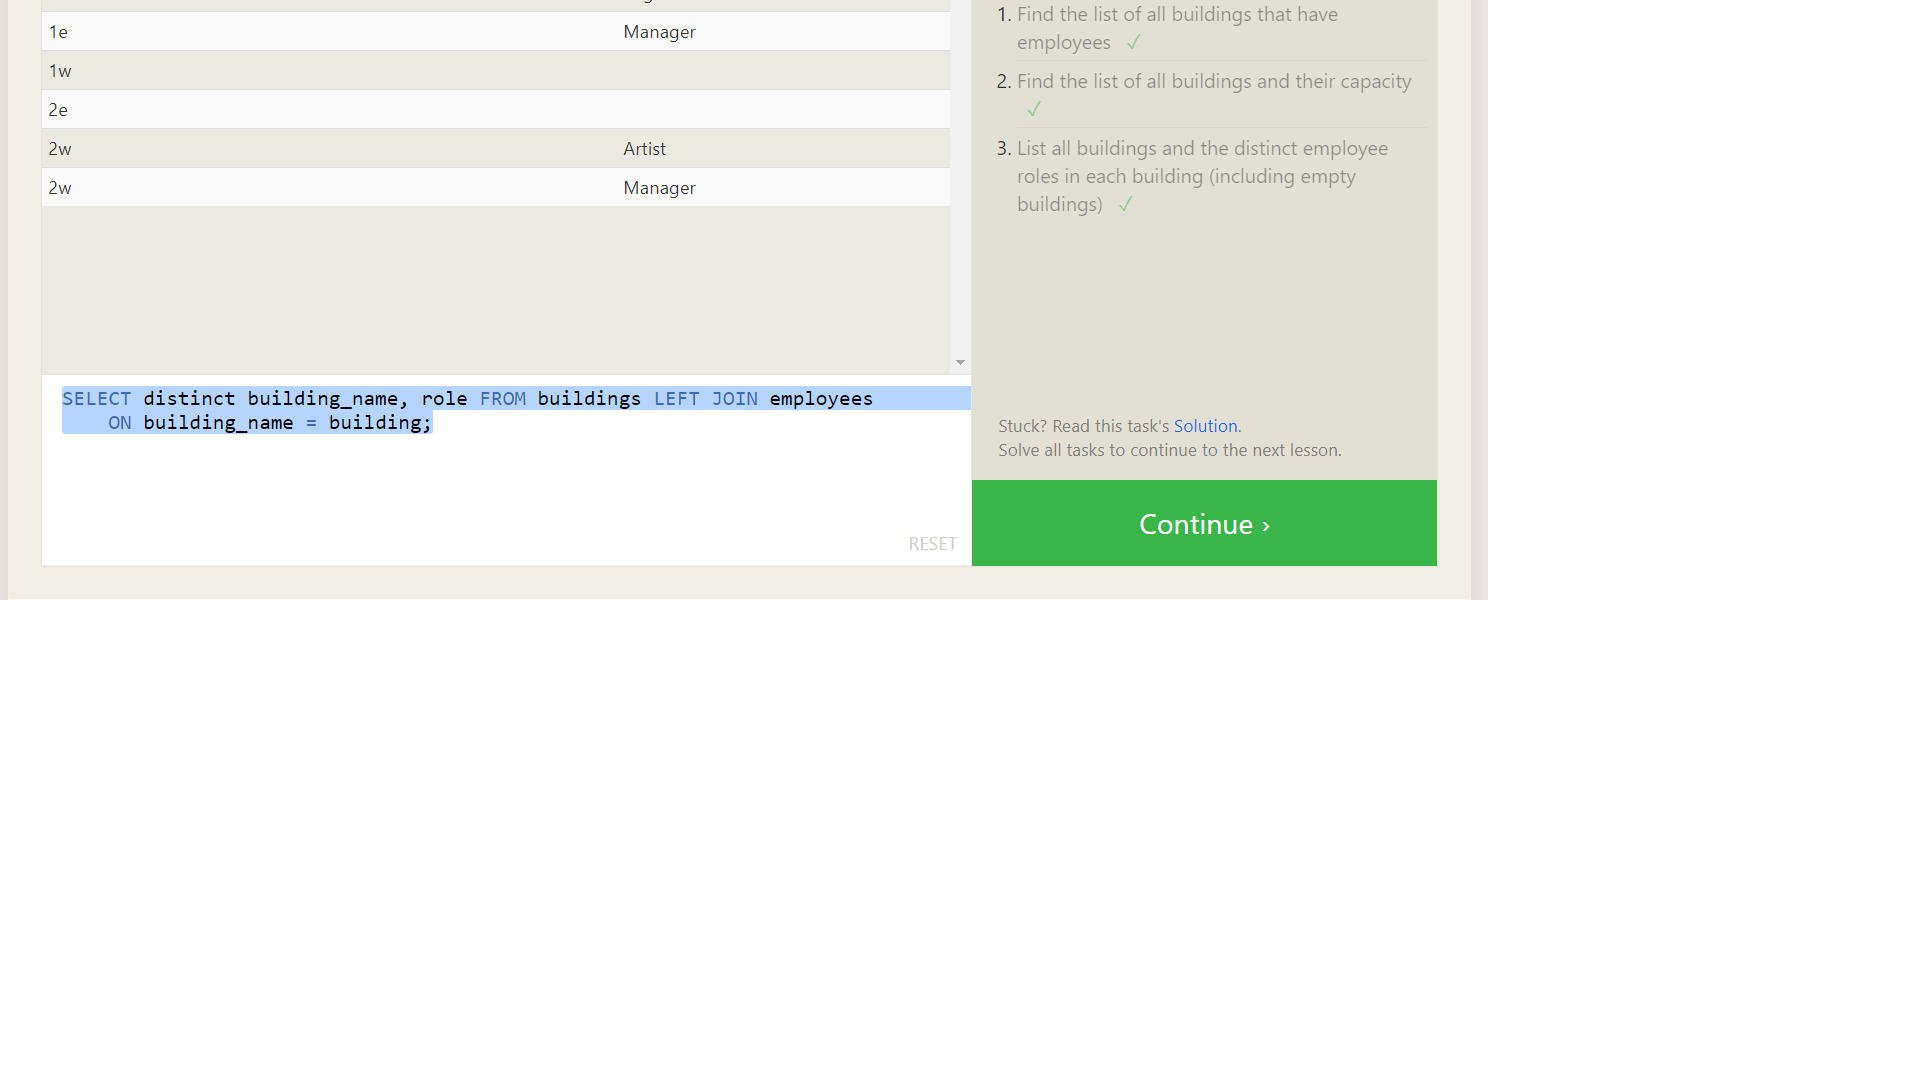 1e Manager
1w
2e
2w Artist
2w Manager
SELECT distinct building_name, role FROM buildings LEFT JOIN employees
ON building_name = building;
RESET
1. Find the list of all buildings that have
employees ✓
2. Find the list of all buildings and their capacity
✓
3. List all buildings and the distinct employee
roles in each building (including empty
buildings) ✓
Stuck? Read this task's Solution.
Solve all tasks to continue to the next lesson.
Continue ›